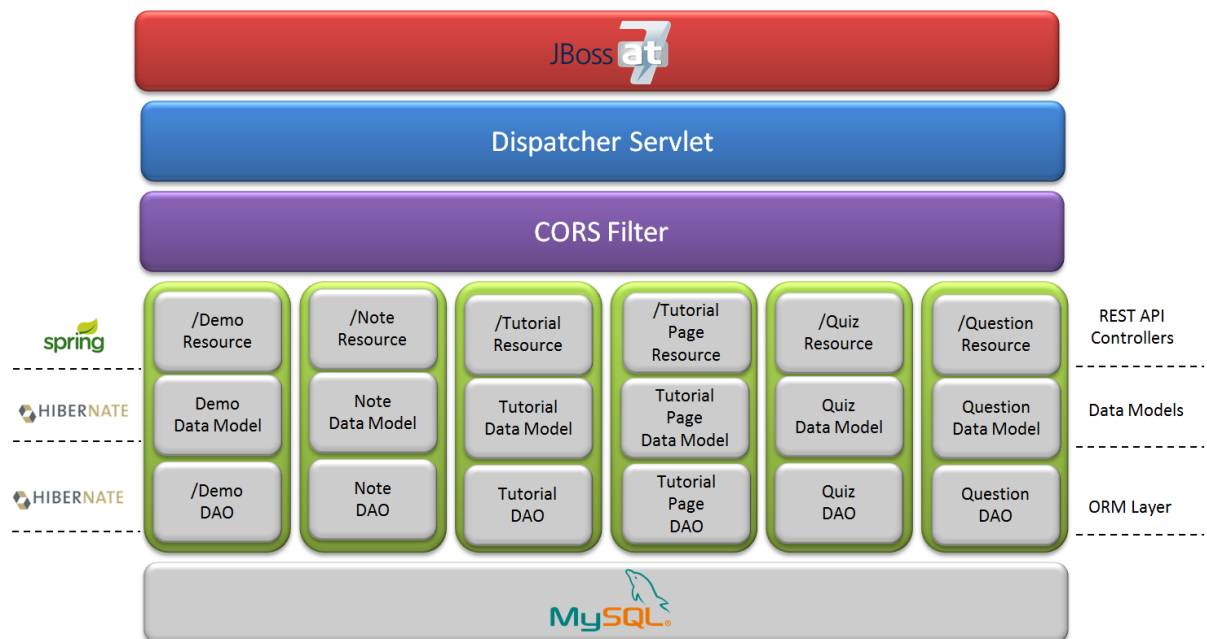 JBoss at 7
Dispatcher Servlet
CORS Filter
spring
/Demo
Resource
/Note
Resource
/Tutorial
Resource
/Tutorial
Page
Resource
/Quiz
Resource
/Question
Resource
REST API
Controllers
HIBERNATE
Demo
Data Model
Note
Data Model
Tutorial
Data Model
Tutorial
Page
Data Model
Quiz
Data Model
Question
Data Model
Data Models
HIBERNATE
/Demo
DAO
Note
DAO
Tutorial
DAO
Tutorial
Page
DAO
Quiz
DAO
Question
DAO
ORM Layer
MySQL®